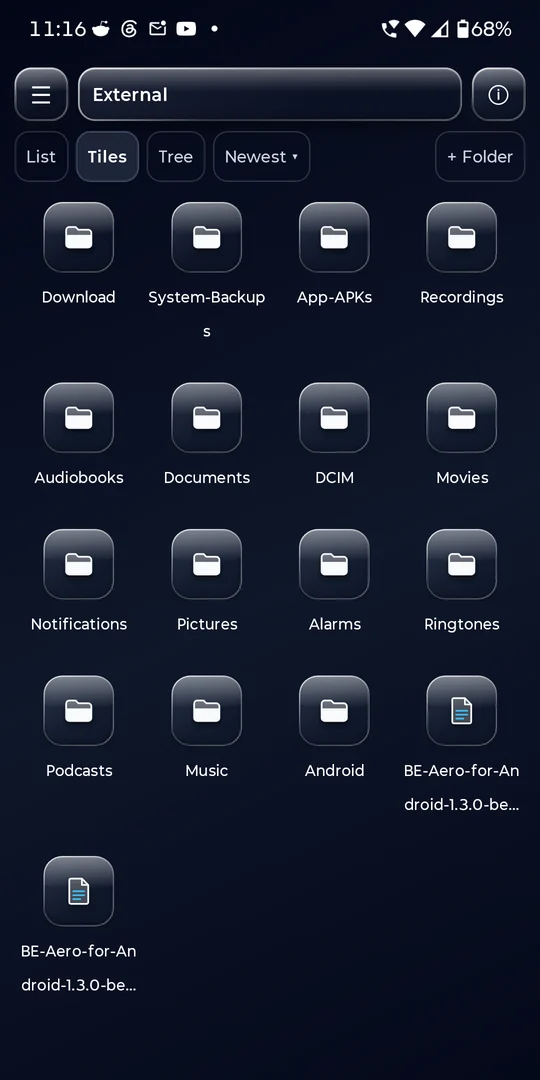 11:16 68%
External
List Tiles Tree Newest ▾ + Folder
Download System-Backup App-APKs Recordings
s
Audiobooks Documents DCIM Movies
Notifications Pictures Alarms Ringtones
Podcasts Music Android BE-Aero-for-An
droid-1.3.0-be...
BE-Aero-for-An
droid-1.3.0-be...